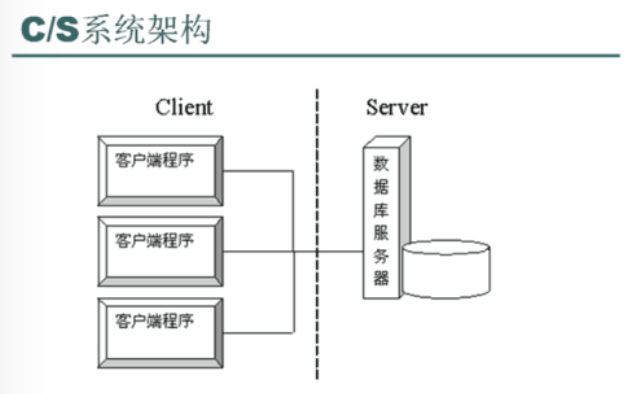 C/S系统架构
Client
Server
客户端程序
客户端程序
客户端程序
数据库服务器